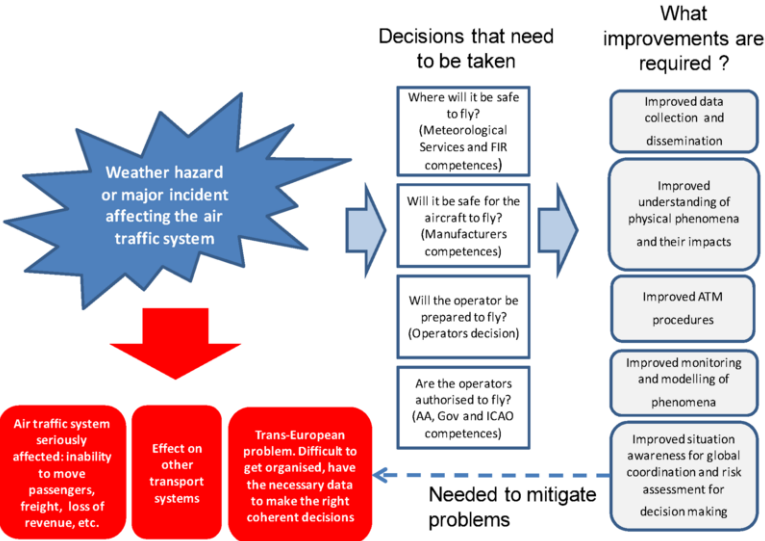 Decisions that need
to be taken
What
improvements are
required ?
Weather hazard
or major incident
affecting the air
traffic system
Where will it be safe
to fly?
(Meteorological
Services and FIR
competences)
Will it be safe for the
aircraft to fly?
(Manufacturers
competences)
Will the operator be
prepared to fly?
(Operators decision)
Are the operators
authorised to fly?
(AA, Gov and ICAO
competences)
Improved data
collection and
dissemination
Improved
understanding of
physical phenomena
and their impacts
Improved ATM
procedures
Improved monitoring
and modelling of
phenomena
Improved situation
awareness for global
coordination and risk
assessment for
decision making
Air traffic system
seriously
affected: inability
to move
passengers,
freight, loss of
revenue, etc.
Effect on
other
transport
systems
Trans-European
problem. Difficult to
get organised, have
the necessary data
to make the right
coherent decisions
Needed to mitigate
problems